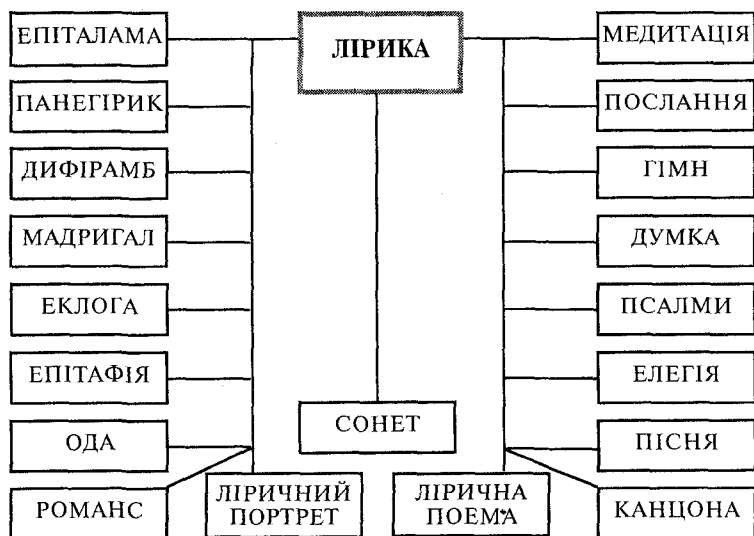 ЛІРИКА
ЕПІТАЛАМА
ПАНЕГІРИК
ДИФІРАМБ
МАДРИГАЛ
ЕКЛОГА
ЕПІТАФІЯ
ОДА
РОМАНС
ЛІРИЧНИЙ
ПОРТРЕТ
СОНЕТ
ЛІРИЧНА
ПОЕМА
МЕДИТАЦІЯ
ПОСЛАННЯ
ГІМН
ДУМКА
ПСАЛМИ
ЕЛЕГІЯ
ПІСНЯ
КАНЦОНА